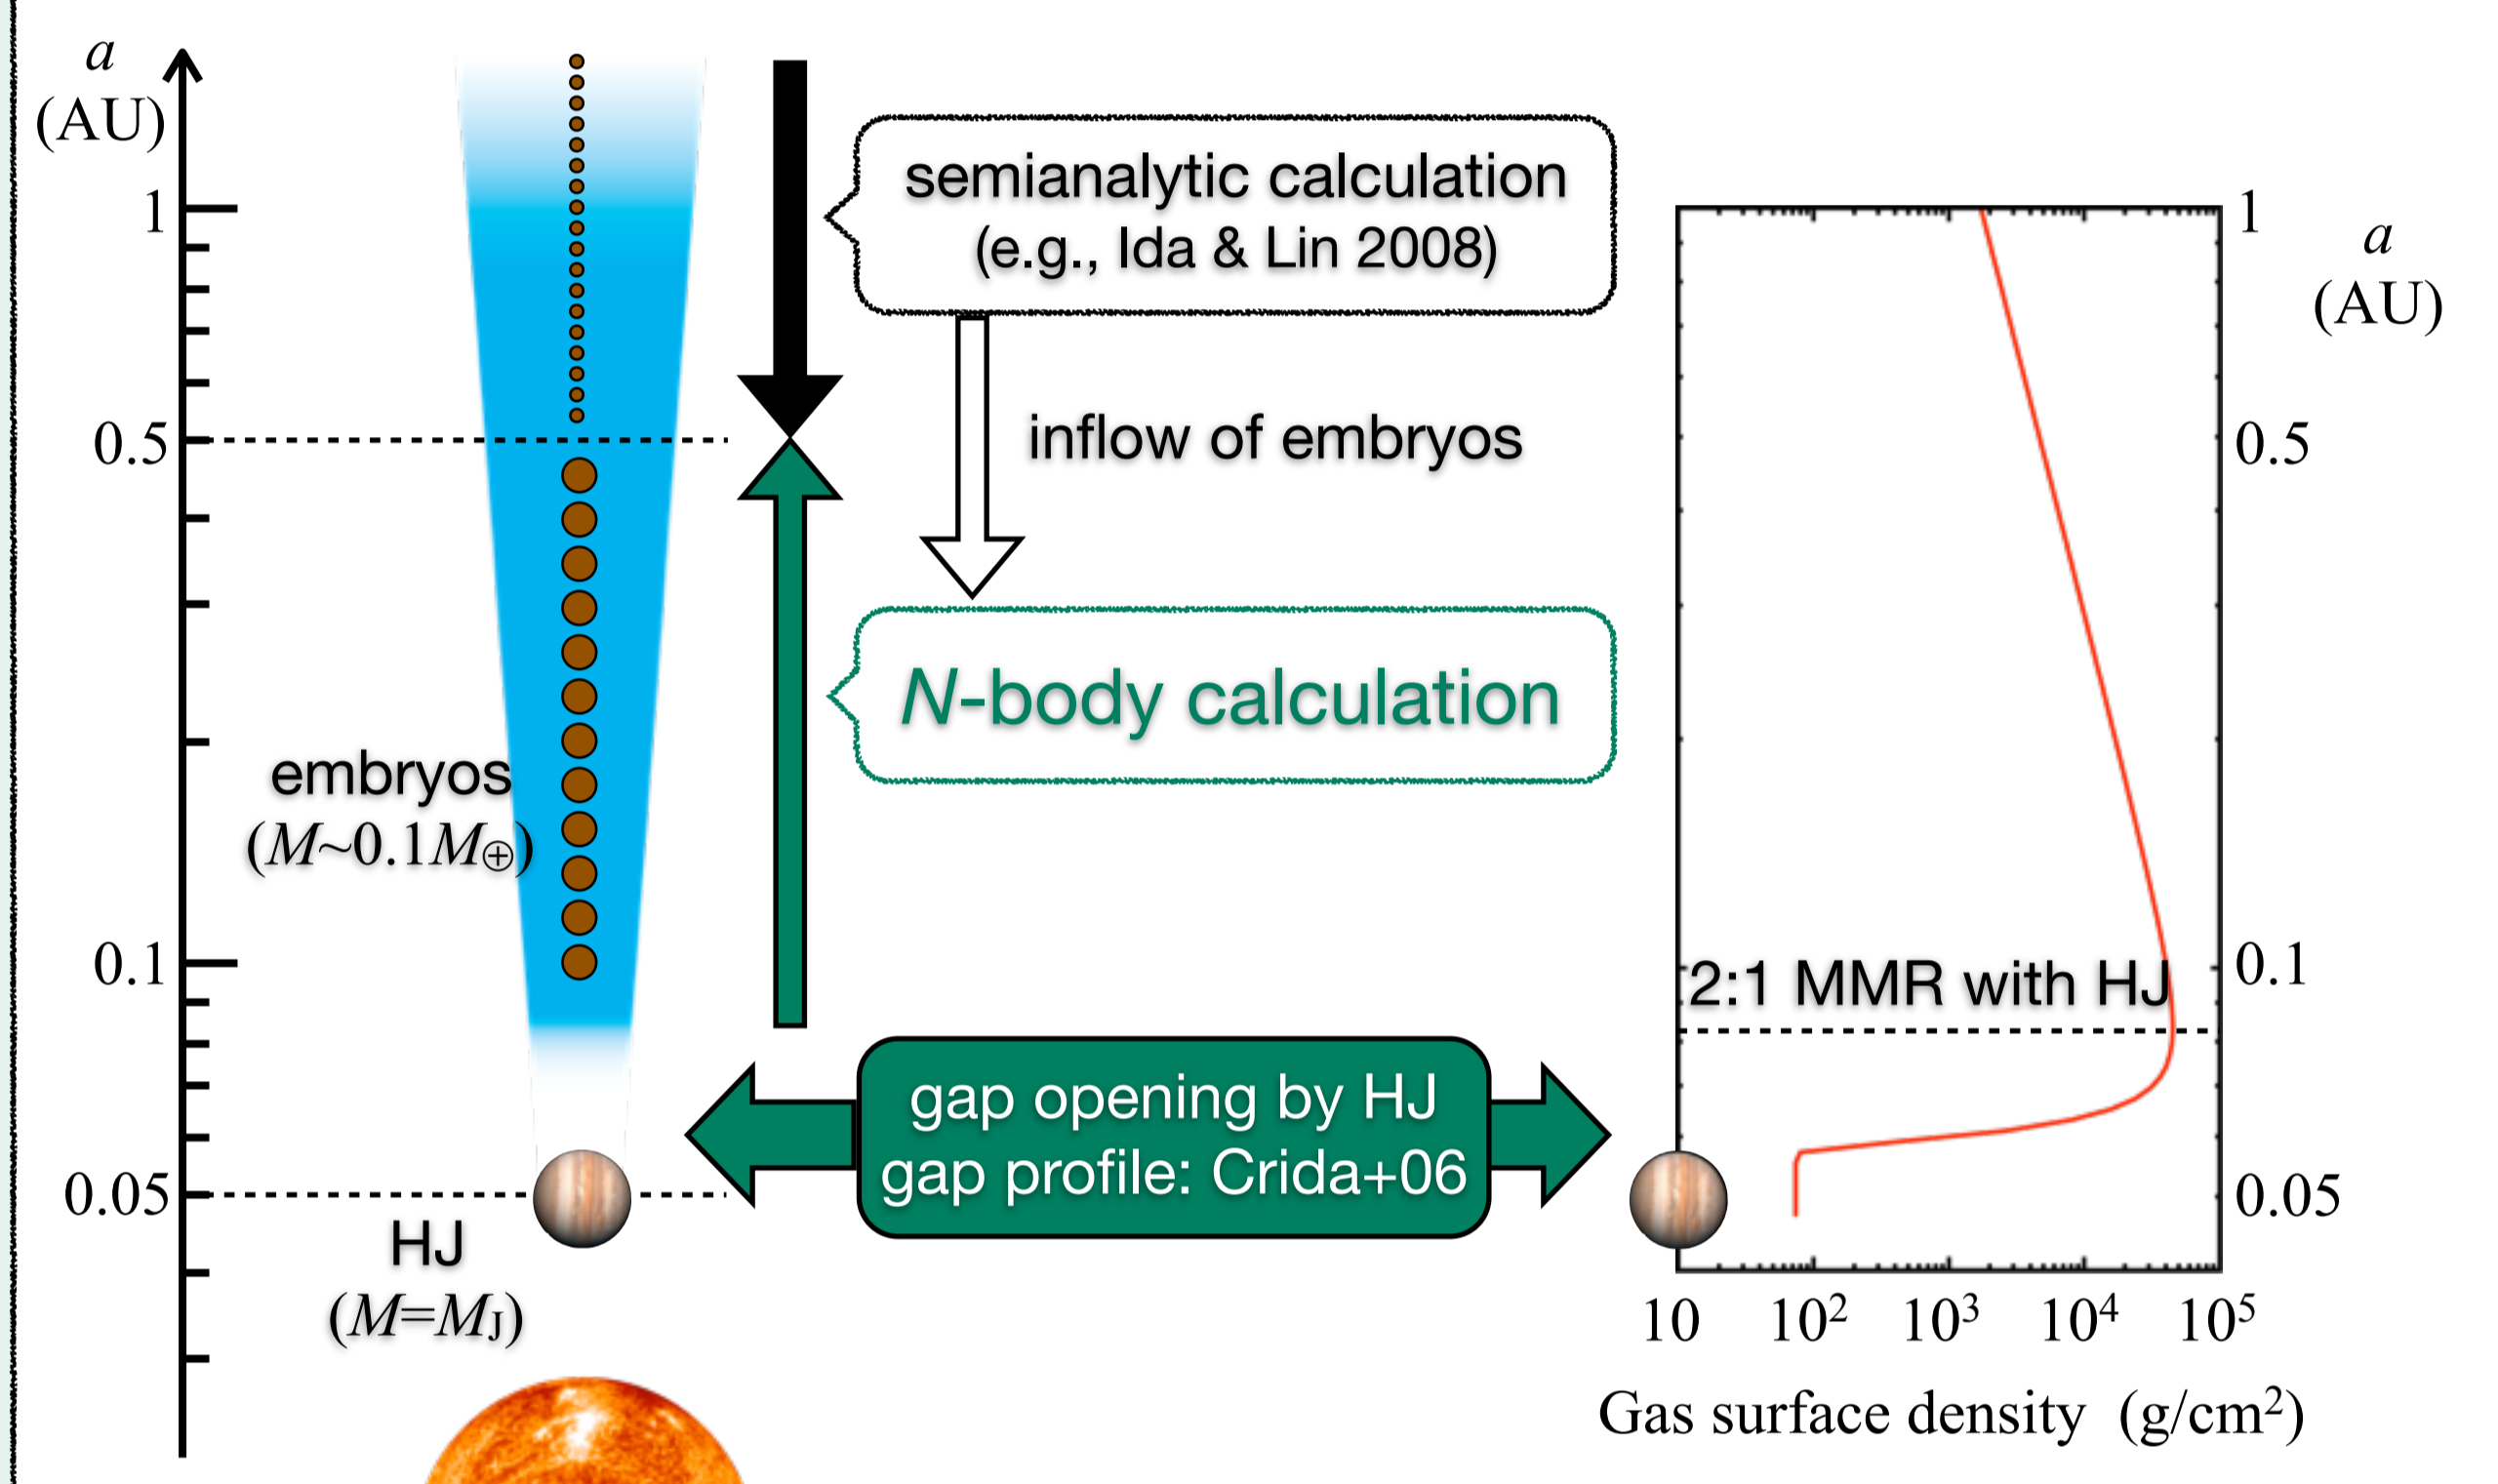 a
(AU)
1
0.5
0.1
0.05
embryos
(M~0.1M⊕)
HJ
(M=MJ)
semianalytic calculation
(e.g., Ida & Lin 2008)
inflow of embryos
N-body calculation
gap opening by HJ
gap profile: Crida+06
2:1 MMR with HJ
1
a
(AU)
0.5
0.1
0.05
10 10² 10³ 10⁴ 10⁵
Gas surface density (g/cm²)